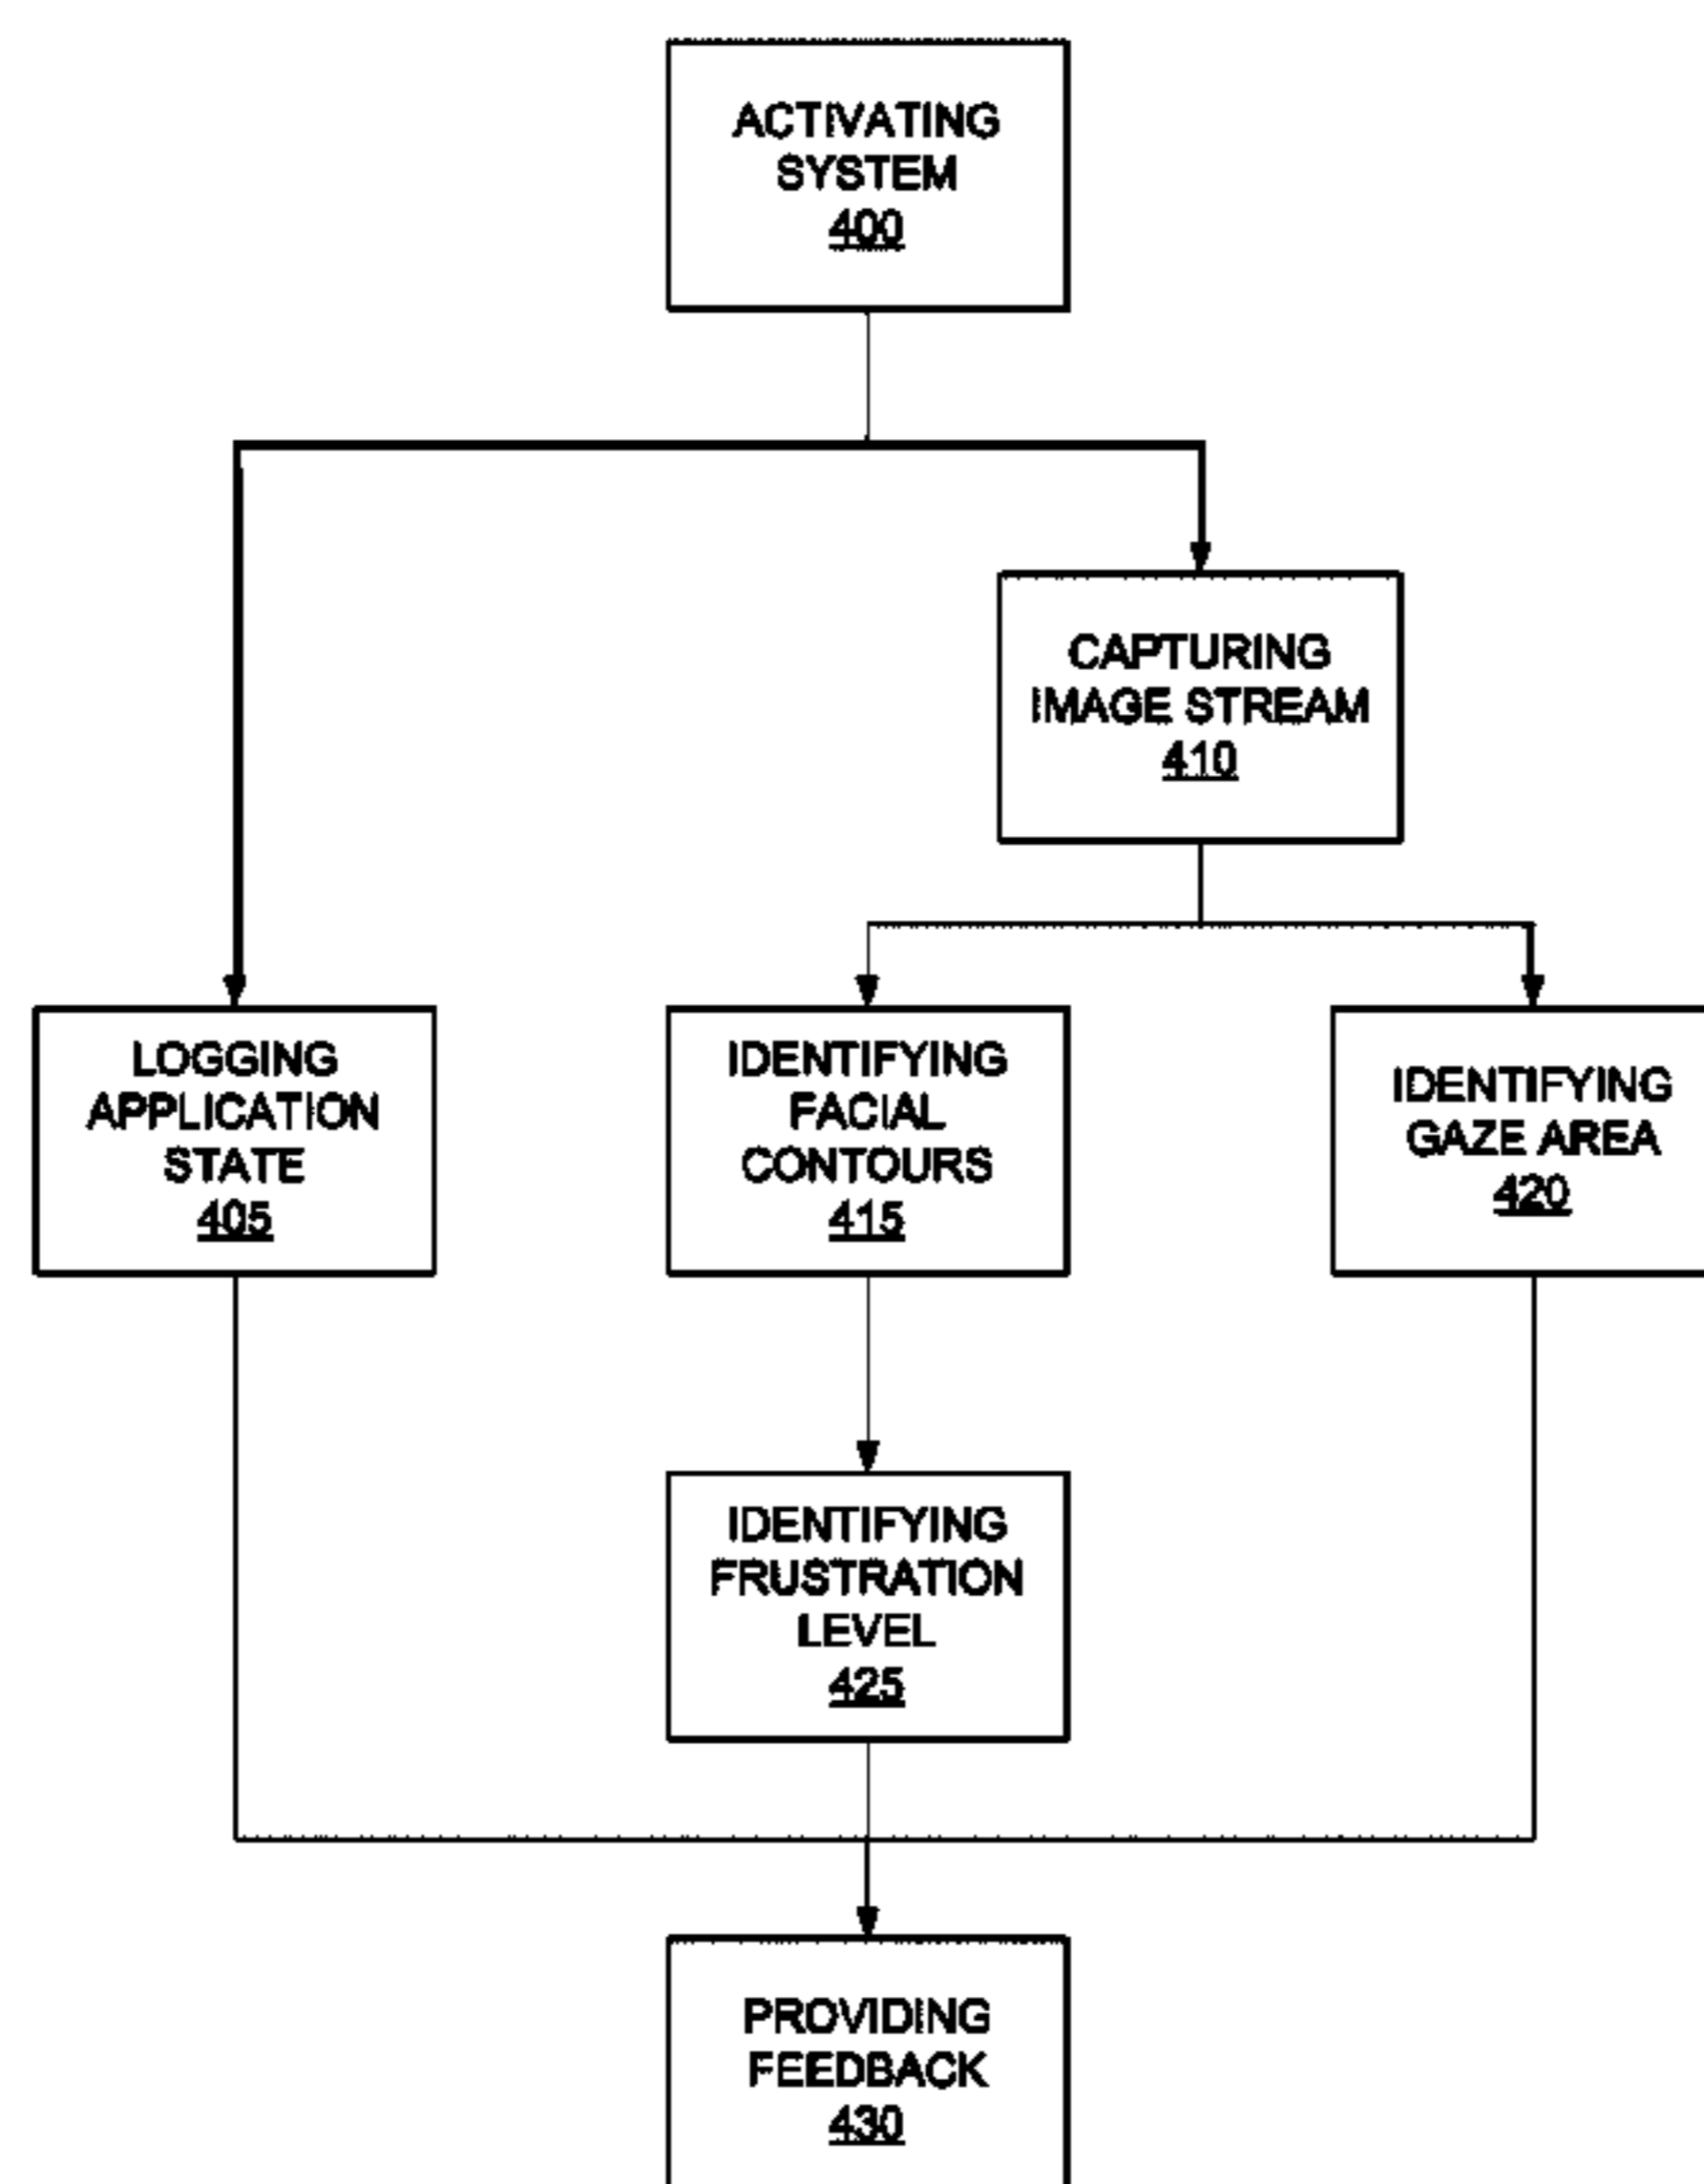 ACTIVATING
SYSTEM
400
CAPTURING
IMAGE STREAM
410
LOGGING
APPLICATION
STATE
405
IDENTIFYING
FACIAL
CONTOURS
415
IDENTIFYING
GAZE AREA
420
IDENTIFYING
FRUSTRATION
LEVEL
425
PROVIDING
FEEDBACK
430